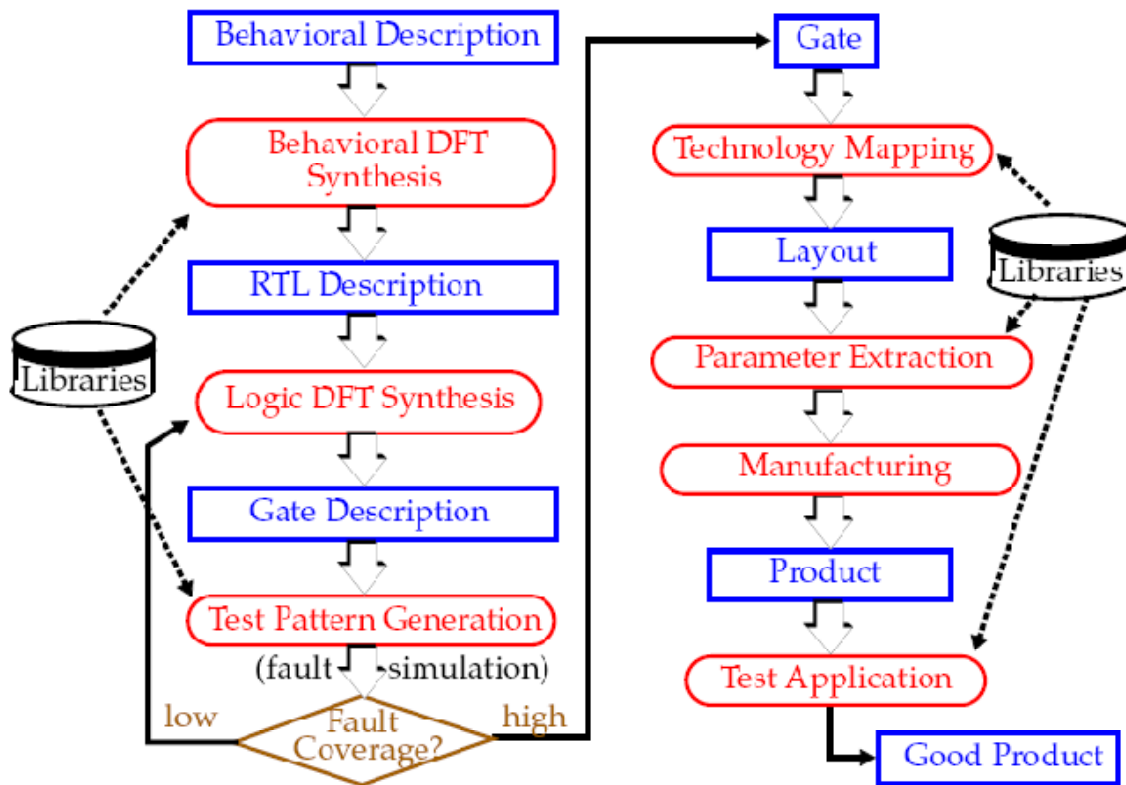 Behavioral Description
Behavioral DFT
Synthesis
RTL Description
Libraries
Logic DFT Synthesis
Gate Description
Test Pattern Generation
(fault simulation)
low
Fault
Coverage?
high
Gate
Technology Mapping
Layout
Libraries
Parameter Extraction
Manufacturing
Product
Test Application
Good Product